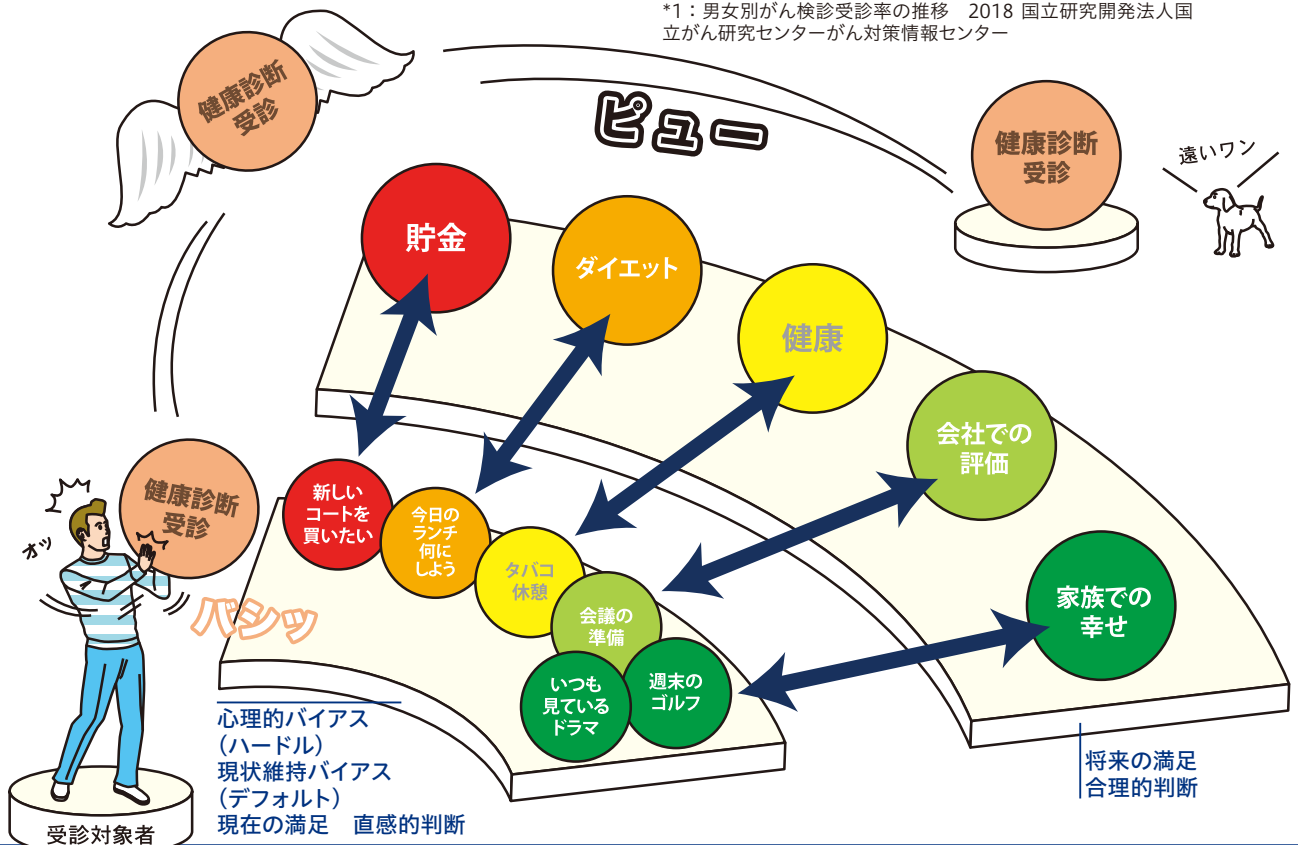 *1：男女別がん検診受診率の推移　2018 国立研究開発法人国
立がん研究センターがん対策情報センター
健康診断
受診
ピュー
健康診断
受診
遠いワン
貯金
ダイエット
健康
会社での
評価
家族での
幸せ
オッ
健康診断
受診
バシッ
新しい
コートを
買いたい
今日の
ランチ
何に
しよう
タバコ
休憩
会議の
準備
いつも
見ている
ドラマ
週末の
ゴルフ
心理的バイアス
（ハードル）
現状維持バイアス
（デフォルト）
現在の満足　直感的判断
将来の満足
合理的判断
受診対象者